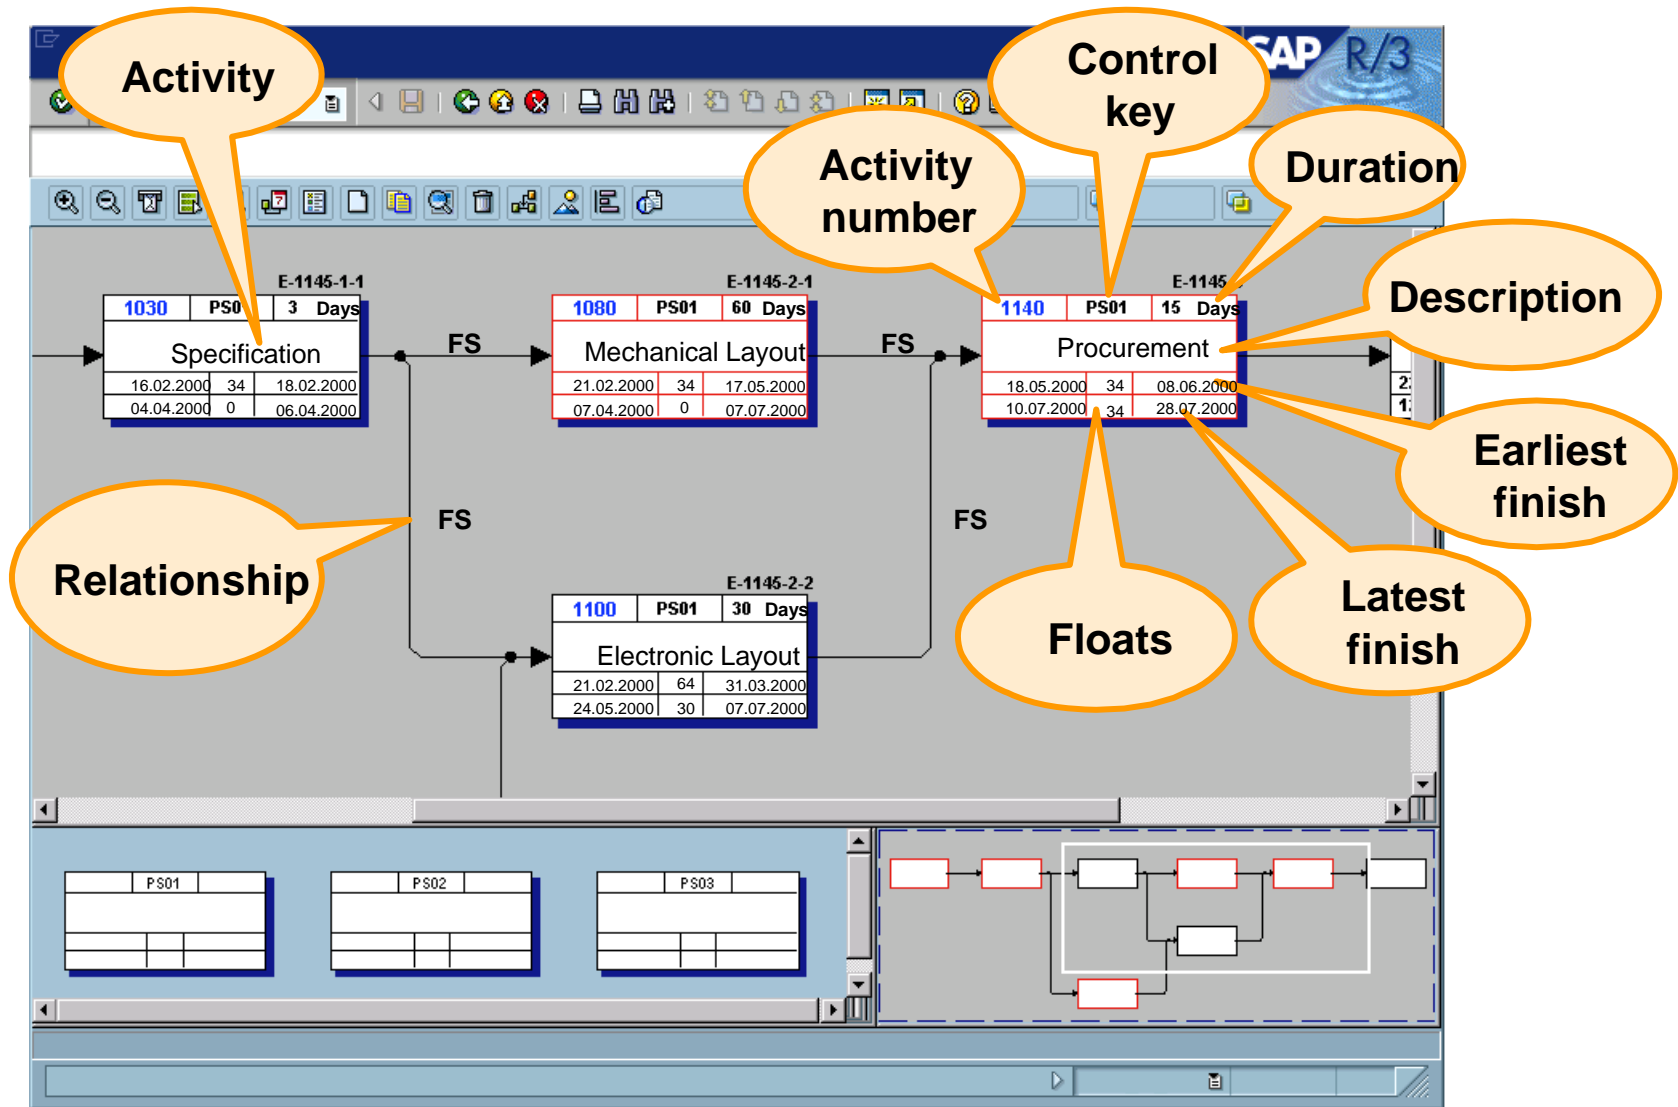 SAP R/3
Activity
Control
key
Activity
number
Duration
Description
Earliest
finish
Latest
finish
Floats
Relationship
E-1145-1-1
1030 PS0 3 Days
Specification
16.02.2000 34 18.02.2000
04.04.2000 0 06.04.2000
FS
E-1145-2-1
1080 PS01 60 Days
Mechanical Layout
21.02.2000 34 17.05.2000
07.04.2000 0 07.07.2000
FS
E-1145
1140 PS01 15 Days
Procurement
18.05.2000 34 08.06.2000
10.07.2000 34 28.07.2000
FS
FS
E-1145-2-2
1100 PS01 30 Days
Electronic Layout
21.02.2000 64 31.03.2000
24.05.2000 30 07.07.2000
PS01
PS02
PS03